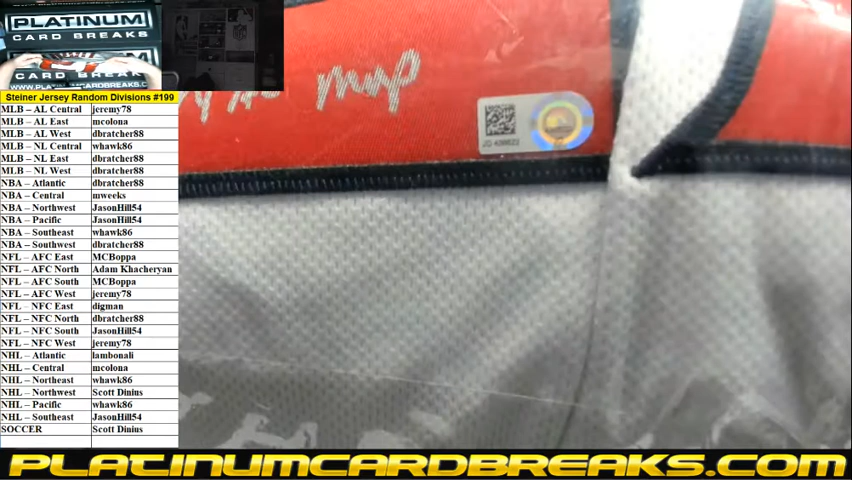 PLATINUM
CARD BREAKS
CARD BREAKS
WWW.PLATINUMCARDBREAKS.C
Steiner Jersey Random Divisions #199
MLB – AL Central jeremy78
MLB – AL East mcolona
MLB – AL West dbratcher88
MLB – NL Central whawk86
MLB – NL East dbratcher88
MLB – NL West dbratcher88
NBA – Atlantic dbratcher88
NBA – Central mweeks
NBA – Northwest JasonHill54
NBA – Pacific JasonHill54
NBA – Southeast whawk86
NBA – Southwest dbratcher88
NFL – AFC East MCBoppa
NFL – AFC North Adam Khacheryan
NFL – AFC South MCBoppa
NFL – AFC West jeremy78
NFL – NFC East digman
NFL – NFC North dbratcher88
NFL – NFC South JasonHill54
NFL – NFC West jeremy78
NHL – Atlantic lambonali
NHL – Central mcolona
NHL – Northeast whawk86
NHL – Northwest Scott Dinius
NHL – Pacific whawk86
NHL – Southeast JasonHill54
SOCCER Scott Dinius
mvp
PLATINUMCARDBREAKS.COM